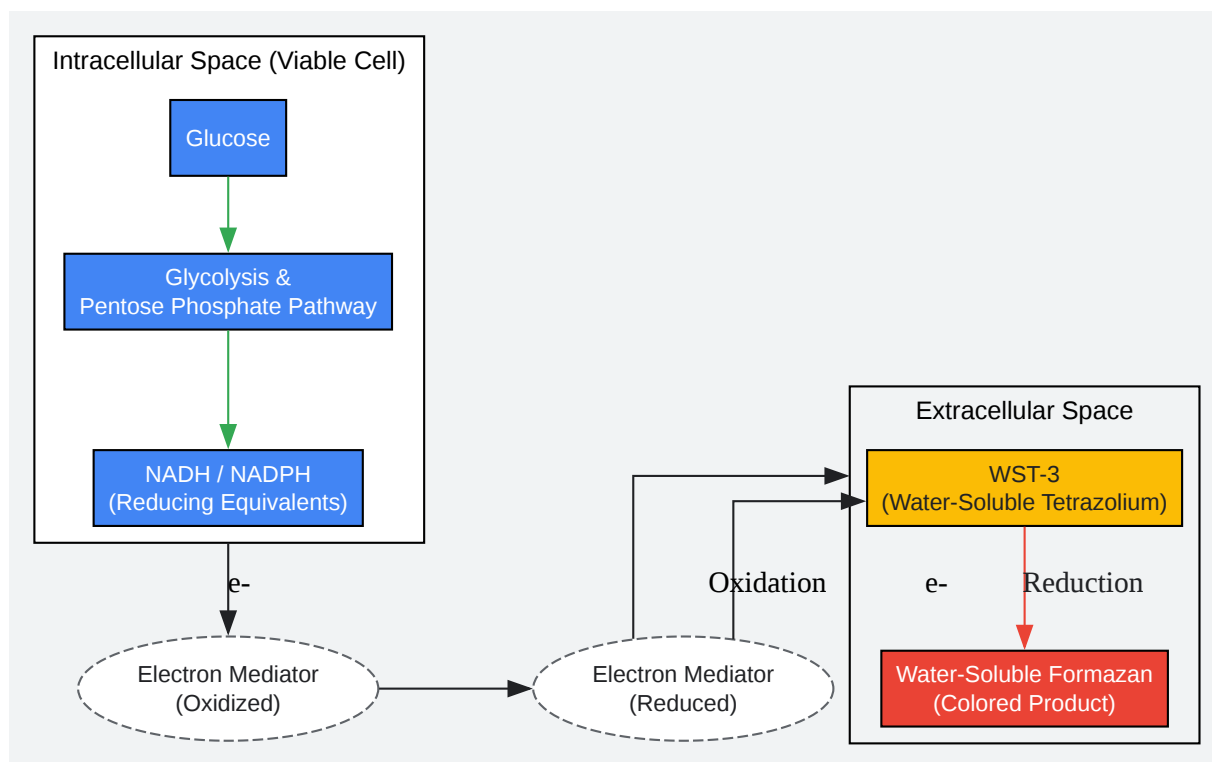 Intracellular Space (Viable Cell)
Glucose
Glycolysis &
Pentose Phosphate Pathway
NADH / NADPH
(Reducing Equivalents)
e-
Electron Mediator
(Oxidized)
Electron Mediator
(Reduced)
Oxidation
Extracellular Space
WST-3
(Water-Soluble Tetrazolium)
e-
Reduction
Water-Soluble Formazan
(Colored Product)